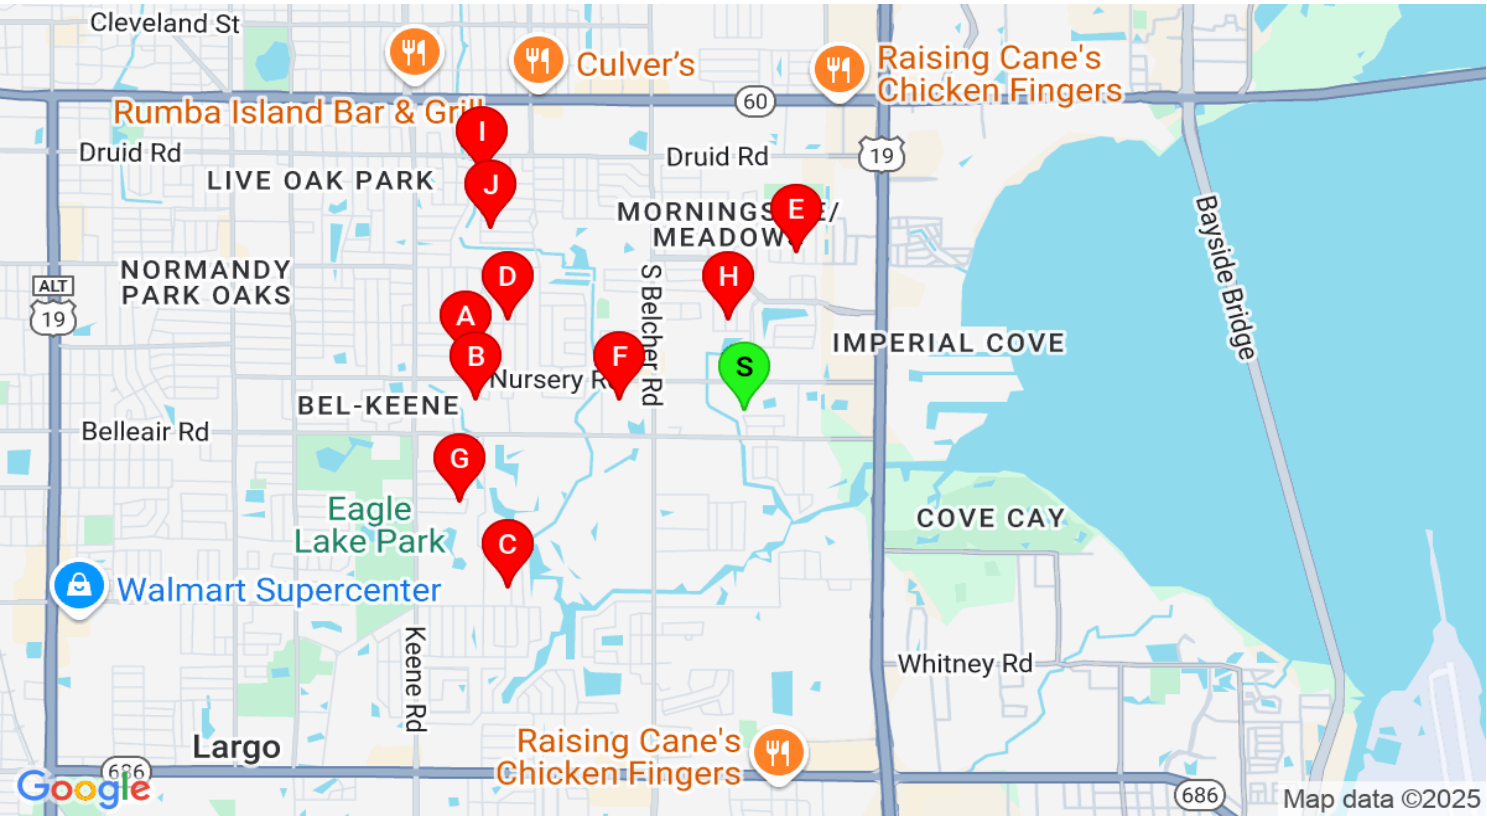 Cleveland St
Culver's
Raising Cane's
Chicken Fingers
60
Rumba Island Bar & Grill
I
Druid Rd
Druid Rd
19
LIVE OAK PARK
J
MORNINGS E/
MEADOW
E
Bayside Bridge
NORMANDY
PARK OAKS
ALT
19
D
H
S Belcher Rd
A
B
F
S
IMPERIAL COVE
Nursery R
BEL-KEENE
Belleair Rd
G
Eagle
Lake Park
COVE CAY
C
Walmart Supercenter
Keene Rd
Whitney Rd
Largo
Raising Cane's
Chicken Fingers
686
Google
686
Map data ©2025